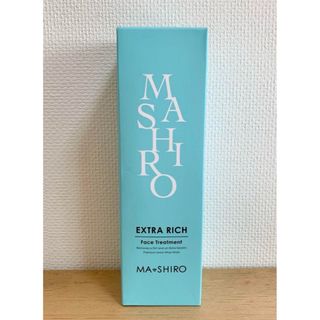 MASHIRO
EXTRA RICH
Face Treatment
MA+SHIRO